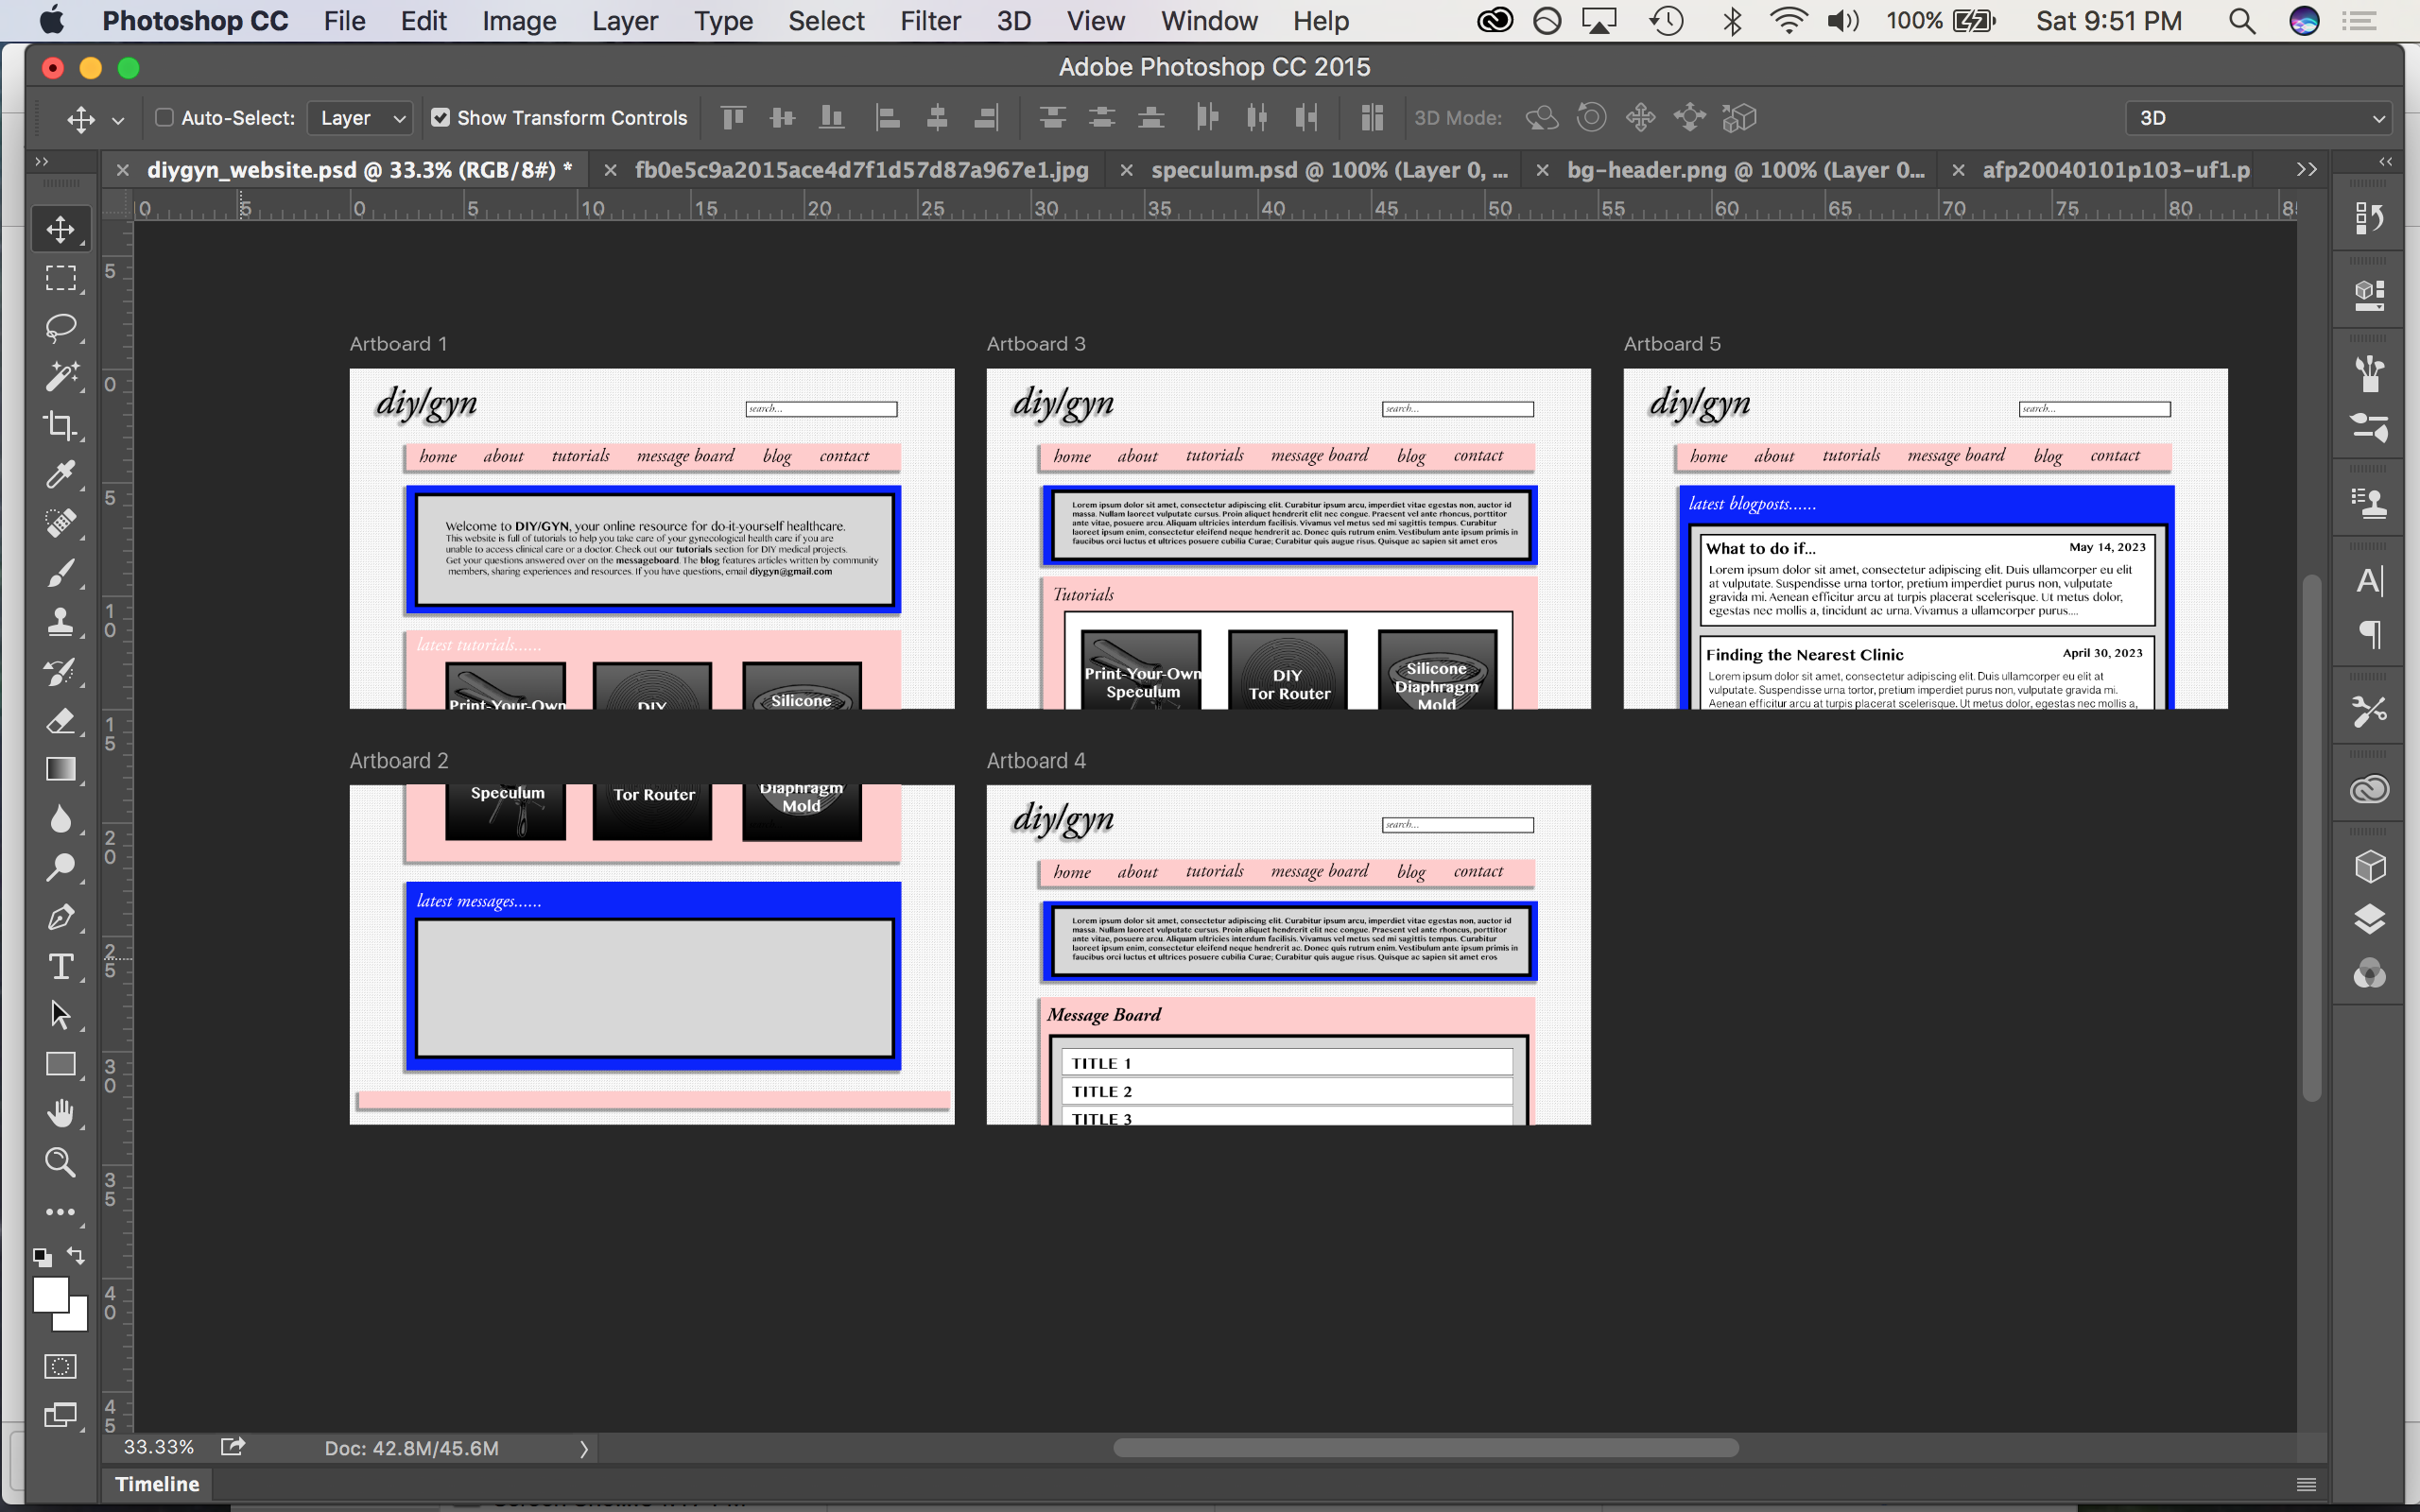 Photoshop CC File Edit Image Layer Type Select Filter 3D View Window Help 100% Sat 9:51 PM
Adobe Photoshop CC 2015
Auto-Select: Layer Show Transform Controls 3D Mode: 3D
diygyn_website.psd @ 33.3% (RGB/8#) * fb0e5c9a2015ace4d7f1d57d87a967e1.jpg speculum.psd @ 100% (Layer 0, ... bg-header.png @ 100% (Layer 0... afp20040101p103-uf1.p
0 5 0 5 10 15 20 25 30 35 40 45 50 55 60 65 70 75 80 8
5
0
5
10
15
20
25
30
35
40
45
Artboard 1
diy/gyn
search...
home about tutorials message board blog contact
Welcome to DIY/GYN, your online resource for do-it-yourself healthcare.
This website is full of tutorials to help you take care of your gynecological health care if you are
unable to access clinical care or a doctor. Check out our tutorials section for DIY medical projects.
Get your questions answered over on the messageboard. The blog features articles written by community
members, sharing experiences and resources. If you have questions, email diygyn@gmail.com
latest tutorials......
Print-Your-Own
DIY
Silicone
Artboard 3
diy/gyn
search...
home about tutorials message board blog contact
Lorem ipsum dolor sit amet, consectetur adipiscing elit. Curabitur ipsum arcu, imperdiet vitae egestas non, auctor id
massa. Nullam laoreet vulputate cursus. Proin aliquet hendrerit elit nec congue. Praesent vel ante rhoncus, porttitor
ante vitae, posuere arcu. Aliquam ultricies interdum facilisis. Vivamus vel metus sed mi sagittis tempus. Curabitur
laoreet ipsum enim, consectetur eleifend neque hendrerit ac. Donec quis rutrum enim. Vestibulum ante ipsum primis in
faucibus orci luctus et ultrices posuere cubilia Curae; Curabitur quis augue risus. Quisque ac sapien sit amet eros
Tutorials
Print-Your-Own
Speculum
DIY
Tor Router
Silicone
Diaphragm
Mold
Artboard 5
diy/gyn
search...
home about tutorials message board blog contact
latest blogposts......
What to do if... May 14, 2023
Lorem ipsum dolor sit amet, consectetur adipiscing elit. Duis ullamcorper eu elit
at vulputate. Suspendisse urna tortor, pretium imperdiet purus non, vulputate
gravida mi. Aenean efficitur arcu at turpis placerat scelerisque. Ut metus dolor,
egestas nec mollis a, tincidunt ac urna. Vivamus a ullamcorper purus....
Finding the Nearest Clinic April 30, 2023
Lorem ipsum dolor sit amet, consectetur adipiscing elit. Duis ullamcorper eu elit at
vulputate. Suspendisse urna tortor, pretium imperdiet purus non, vulputate gravida mi.
Aenean efficitur arcu at turpis placerat scelerisque. Ut metus dolor, egestas nec mollis a,
Artboard 2
Speculum
Tor Router
Diaphragm
Mold
latest messages......
Artboard 4
diy/gyn
search...
home about tutorials message board blog contact
Lorem ipsum dolor sit amet, consectetur adipiscing elit. Curabitur ipsum arcu, imperdiet vitae egestas non, auctor id
massa. Nullam laoreet vulputate cursus. Proin aliquet hendrerit elit nec congue. Praesent vel ante rhoncus, porttitor
ante vitae, posuere arcu. Aliquam ultricies interdum facilisis. Vivamus vel metus sed mi sagittis tempus. Curabitur
laoreet ipsum enim, consectetur eleifend neque hendrerit ac. Donec quis rutrum enim. Vestibulum ante ipsum primis in
faucibus orci luctus et ultrices posuere cubilia Curae; Curabitur quis augue risus. Quisque ac sapien sit amet eros
Message Board
TITLE 1
TITLE 2
TITLE 3
33.33% Doc: 42.8M/45.6M
Timeline